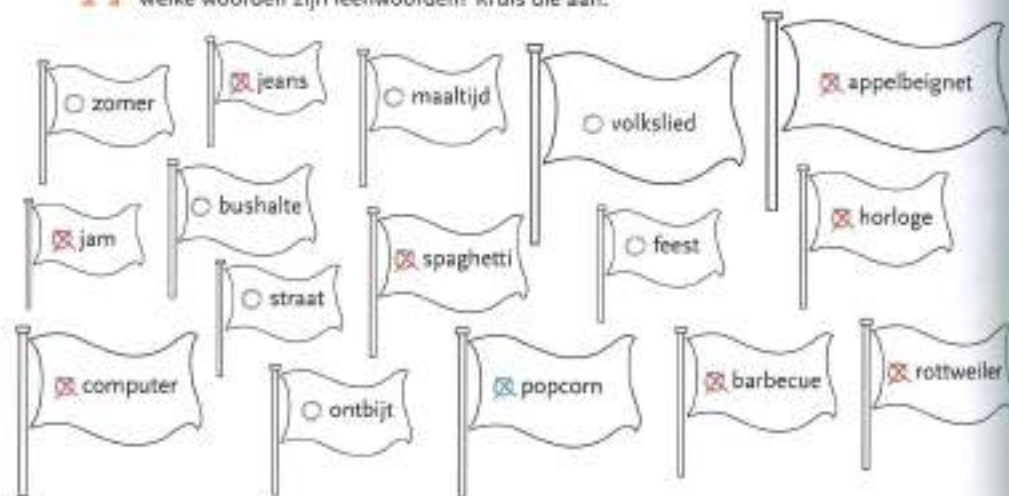 welke woorden zijn leenwoorden? Kruis die aan.
zomer
jeans
maaltijd
volkslied
appelbeignet
jam
bushalte
spaghetti
feest
horloge
straat
computer
ontbijt
popcorn
barbecue
rottweiler